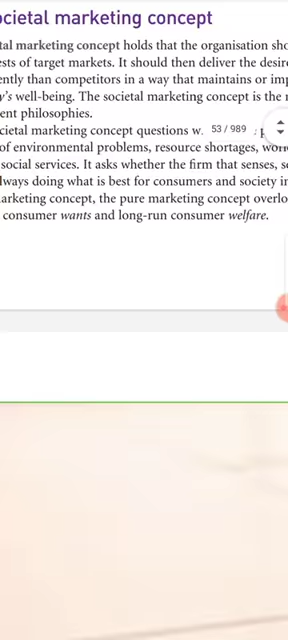 ocietal marketing concept
tal marketing concept holds that the organisation sho
ests of target markets. It should then deliver the desire
ently than competitors in a way that maintains or imp
y's well-being. The societal marketing concept is the
ent philosophies.
cietal marketing concept questions w. 53 / 989
of environmental problems, resource shortages,
social services. It asks whether the firm that senses, se
lways doing what is best for consumers and society in
arketing concept, the pure marketing concept overlo
consumer wants and long-run consumer welfare.